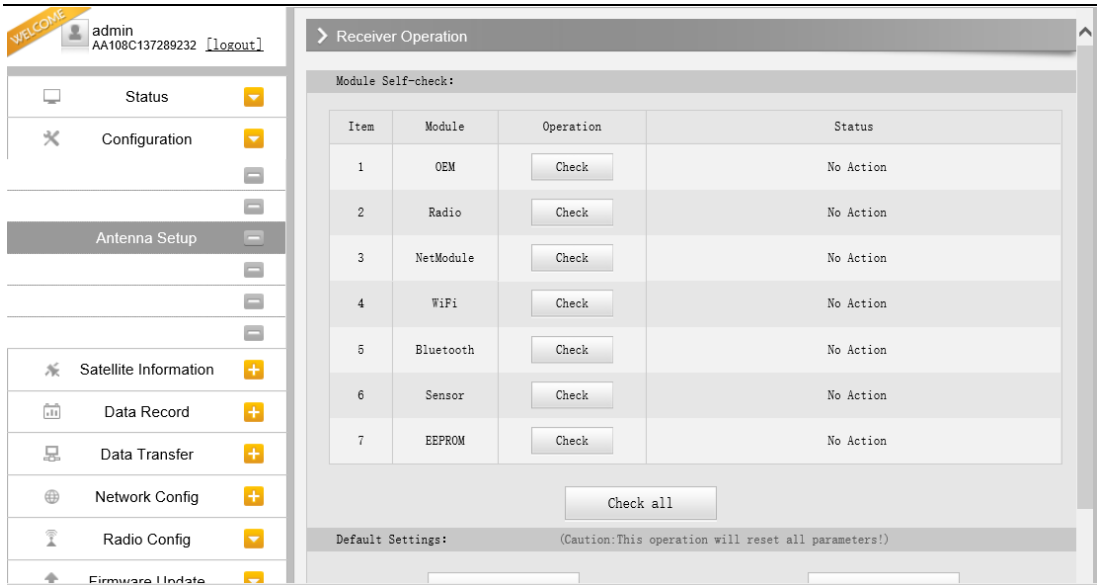 WELCOME
admin
AA108C137289232 [logout]
Status
Configuration
Antenna Setup
Satellite Information
Data Record
Data Transfer
Network Config
Radio Config
Firmware Update
Receiver Operation
Module Self-check:
Item Module Operation Status
1 OEM Check No Action
2 Radio Check No Action
3 NetModule Check No Action
4 WiFi Check No Action
5 Bluetooth Check No Action
6 Sensor Check No Action
7 EEPROM Check No Action
Check all
Default Settings: (Caution:This operation will reset all parameters!)